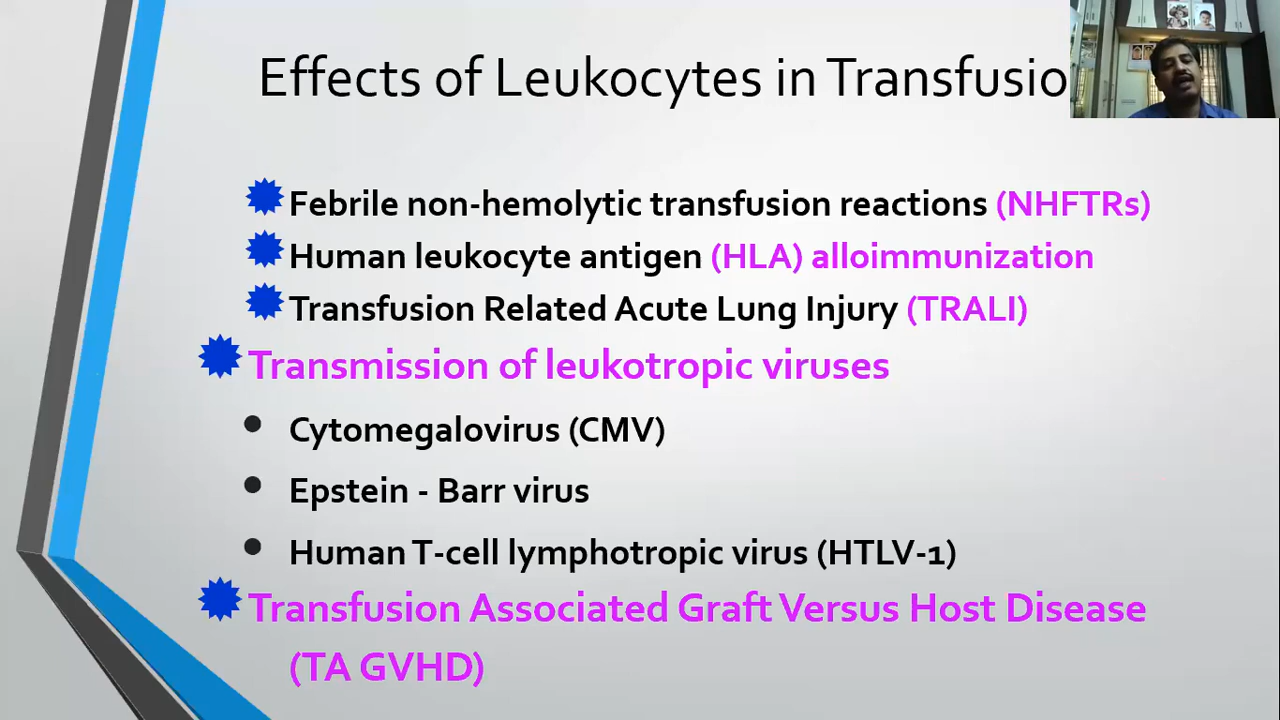 Effects of Leukocytes in Transfusio
Febrile non-hemolytic transfusion reactions (NHFTRs)
Human leukocyte antigen (HLA) alloimmunization
Transfusion Related Acute Lung Injury (TRALI)
Transmission of leukotropic viruses
Cytomegalovirus (CMV)
Epstein - Barr virus
Human T-cell lymphotropic virus (HTLV-1)
Transfusion Associated Graft Versus Host Disease
(TA GVHD)